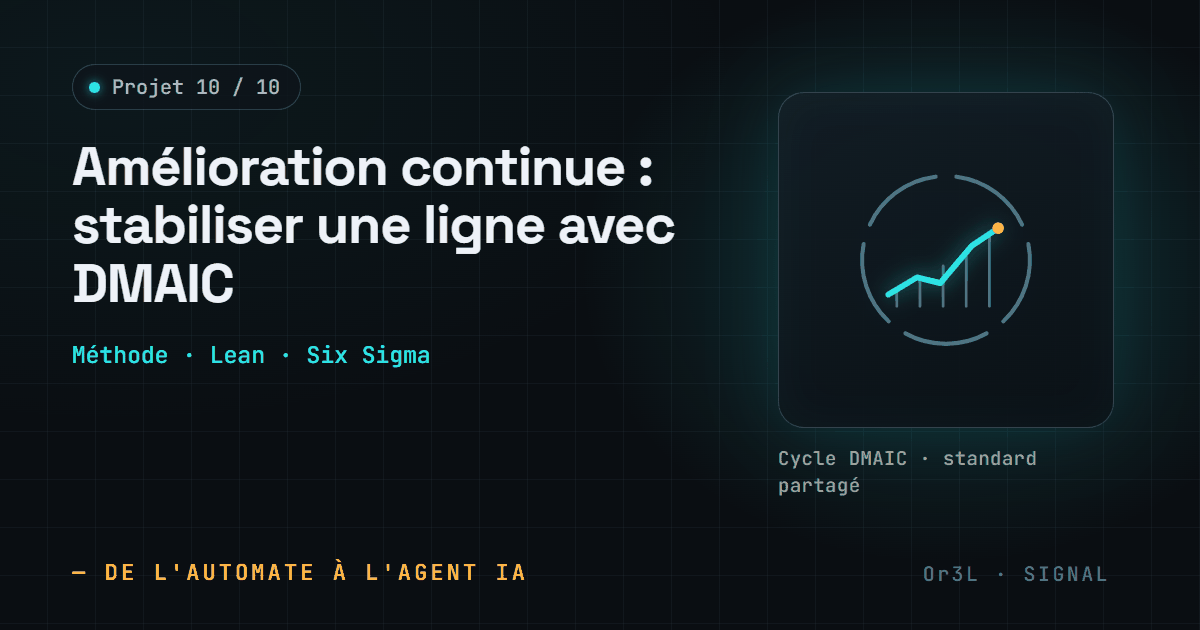 Projet 10 / 10
Amélioration continue :
stabiliser une ligne avec
DMAIC
Méthode · Lean · Six Sigma
Cycle DMAIC · standard
partagé
— DE L'AUTOMATE À L'AGENT IA
Or3L · SIGNAL